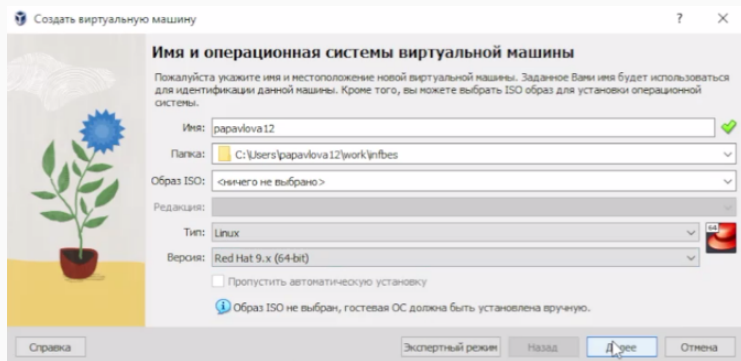 Создать виртуальную машину
Имя и операционная системы виртуальной машины
Пожалуйста укажите имя и местоположение новой виртуальной машины. Заданное Вами имя будет использоваться
для идентификации данной машины. Кроме того, вы можете выбрать ISO образ для установки операционной
системы.
Имя: papavlova12
Папка: C:\Users\papavlova12\work\infbes
Образ ISO: <ничего не выбрано>
Редакция:
Тип: Linux
64
Версия: Red Hat 9.x (64-bit)
Пропустить автоматическую установку
Образ ISO не выбран, гостевая ОС должна быть установлена вручную.
Справка Экспертный режим Назад Далее Отмена